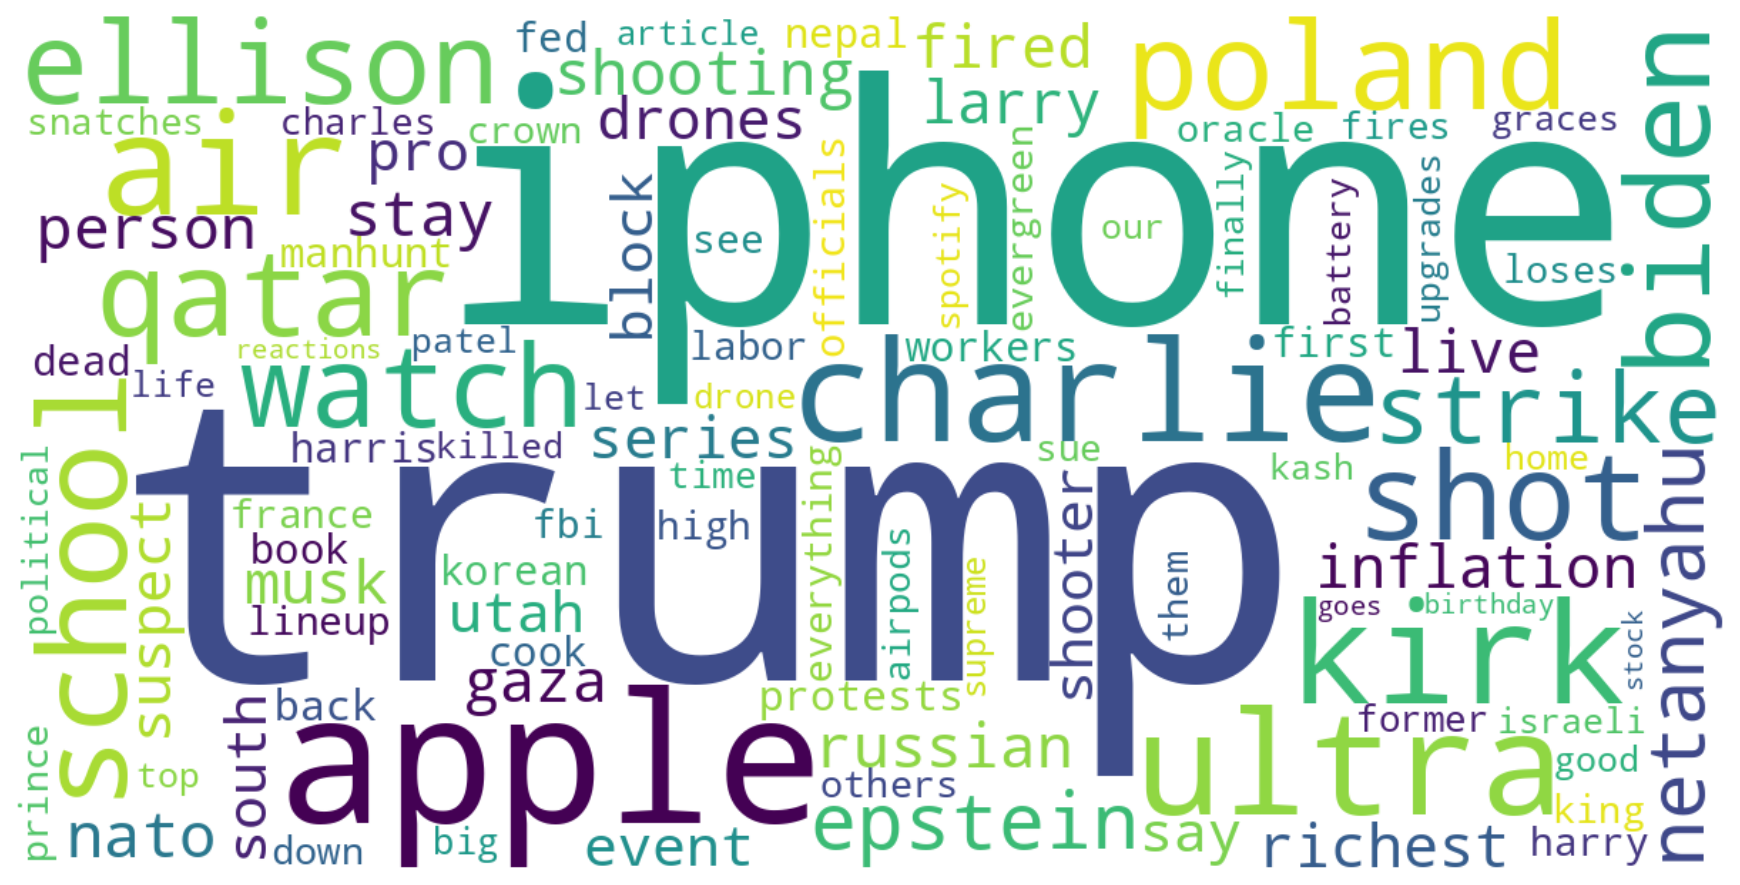 ellison
fed
article
nepal
fired
poland
biden
shooting
snatches
charles
crown
drones
larry
oracle
fires
graces
air
pro
iphone
person
stay
block
see
officials
spotify
evergreen
our
finally
battery
upgrades
loses
manhunt
qatar
dead
reactions
patel
labor
workers
first
live
life
watch
let
drone
charlie
strike
school
harris
killed
series
time
sue
kash
home
shot
trump
political
suspect
france
book
fbi
high
everything
shooter
netanyahu
musk
korean
airpods
supreme
them
inflation
lineup
utah
cook
goes
birthday
kirk
stock
gaza
protests
south
back
apple
russian
ultra
former
israeli
prince
top
others
good
nato
down
big
event
epstein
say
king
richest
harry